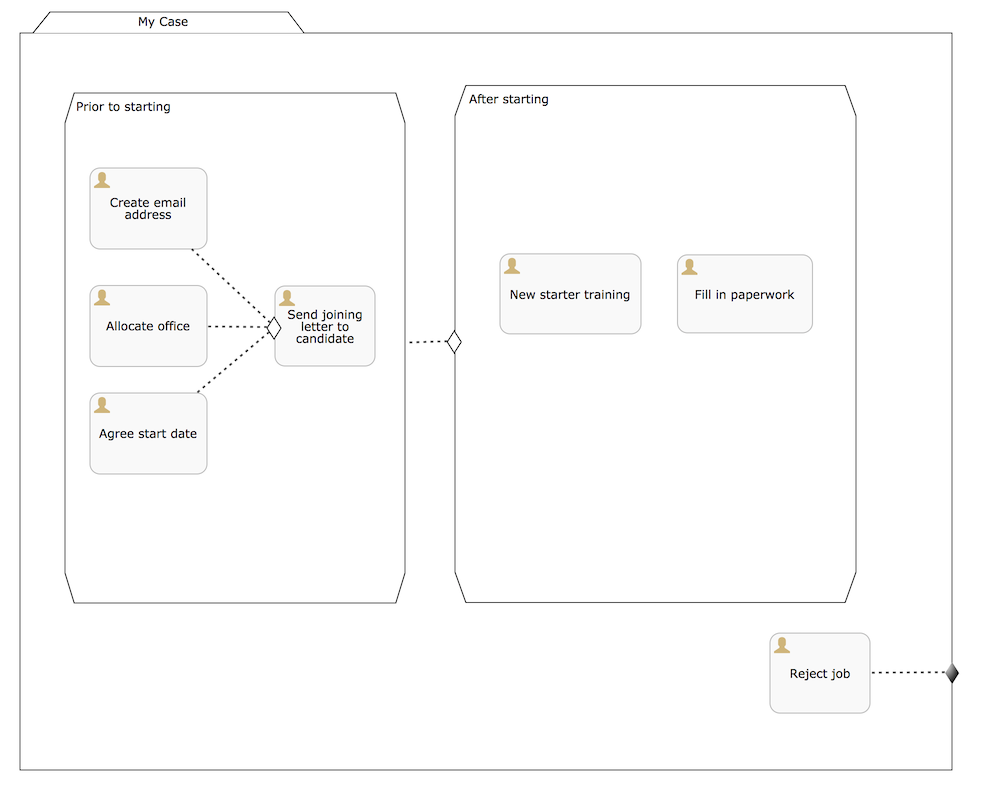 My Case
Prior to starting
After starting
Create email
address
Allocate office
Send joining
letter to
candidate
Agree start date
New starter training
Fill in paperwork
Reject job